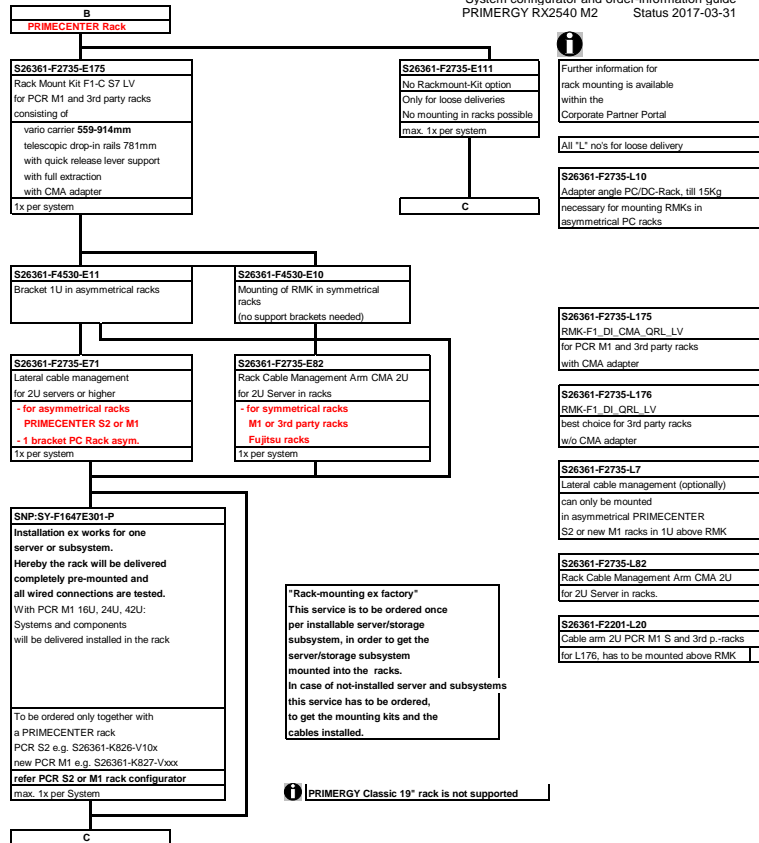 System configurator and order-information guide
PRIMERGY RX2540 M2 Status 2017-03-31
B
PRIMECENTER Rack
S26361-F2735-E175
Rack Mount Kit F1-C S7 LV
for PCR M1 and 3rd party racks
consisting of
vario carrier 559-914mm
telescopic drop-in rails 781mm
with quick release lever support
with full extraction
with CMA adapter
1x per system
S26361-F2735-E111
No Rackmount-Kit option
Only for loose deliveries
No mounting in racks possible
max. 1x per system
C
Further information for
rack mounting is available
within the
Corporate Partner Portal
All "L" no's for loose delivery
S26361-F2735-L10
Adapter angle PC/DC-Rack, till 15Kg
necessary for mounting RMKs in
asymmetrical PC racks
S26361-F4530-E11
Bracket 1U in asymmetrical racks
S26361-F4530-E10
Mounting of RMK in symmetrical
racks
(no support brackets needed)
S26361-F2735-L175
RMK-F1_DI_CMA_QRL_LV
for PCR M1 and 3rd party racks
with CMA adapter
S26361-F2735-E71
Lateral cable management
for 2U servers or higher
- for asymmetrical racks
PRIMECENTER S2 or M1
- 1 bracket PC Rack asym.
1x per system
S26361-F2735-E82
Rack Cable Management Arm CMA 2U
for 2U Server in racks
- for symmetrical racks
M1 or 3rd party racks
Fujitsu racks
1x per system
S26361-F2735-L176
RMK-F1_DI_QRL_LV
best choice for 3rd party racks
w/o CMA adapter
S26361-F2735-L7
Lateral cable management (optionally)
can only be mounted
in asymmetrical PRIMECENTER
S2 or new M1 racks in 1U above RMK
S26361-F2735-L82
Rack Cable Management Arm CMA 2U
for 2U Server in racks.
S26361-F2201-L20
Cable arm 2U PCR M1 S and 3rd p.-racks
for L176, has to be mounted above RMK
SNP:SY-F1647E301-P
Installation ex works for one
server or subsystem.
Hereby the rack will be delivered
completely pre-mounted and
all wired connections are tested.
With PCR M1 16U, 24U, 42U:
Systems and components
will be delivered installed in the rack
To be ordered only together with
a PRIMECENTER rack
PCR S2 e.g. S26361-K826-V10x
new PCR M1 e.g. S26361-K827-Vxxx
refer PCR S2 or M1 rack configurator
max. 1x per System
"Rack-mounting ex factory"
This service is to be ordered once
per installable server/storage
subsystem, in order to get the
server/storage subsystem
mounted into the racks.
In case of not-installed server and subsystems
this service has to be ordered,
to get the mounting kits and the
cables installed.
PRIMERGY Classic 19" rack is not supported
C